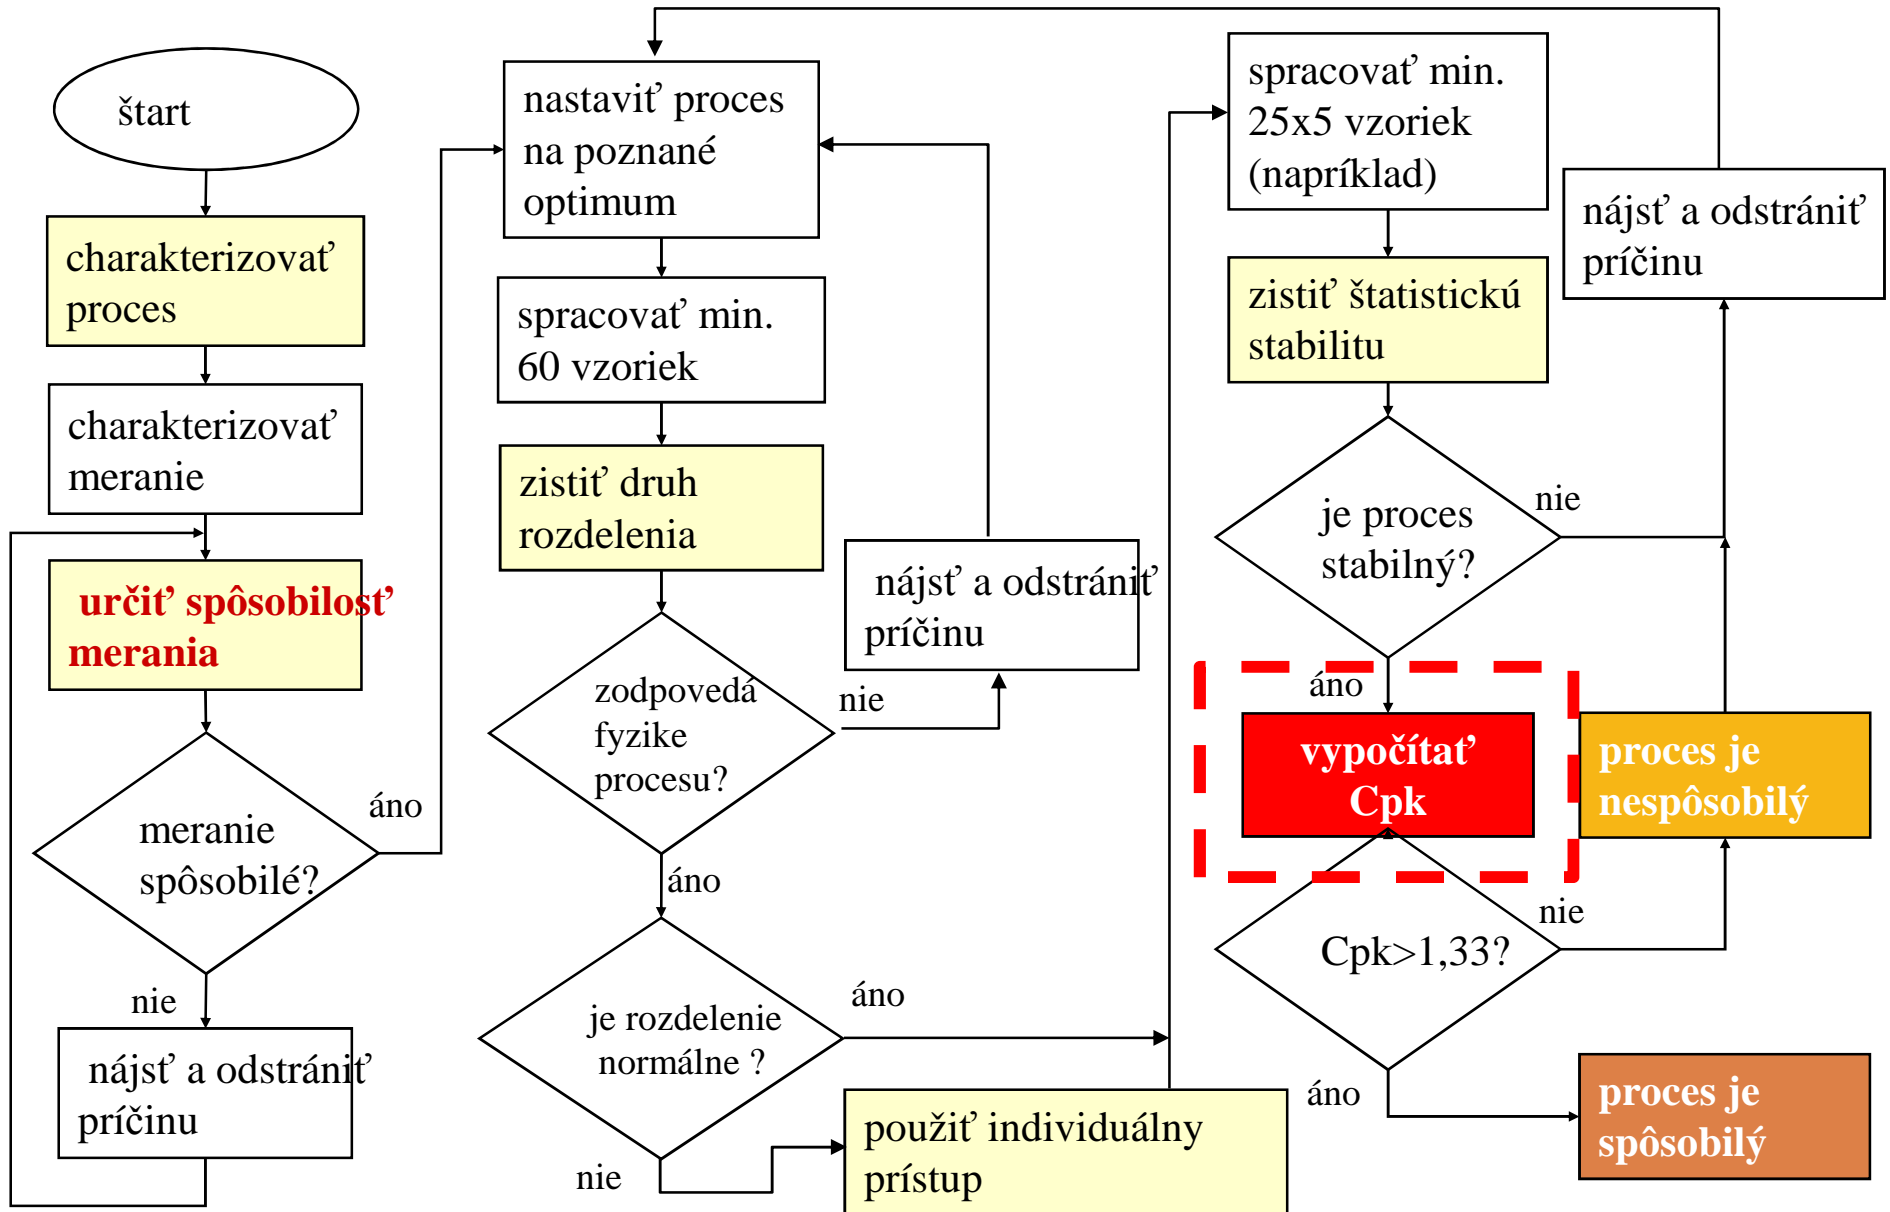 štart
charakterizovať
proces
charakterizovať
meranie
určiť spôsobilosť
merania
meranie
spôsobilé?
áno
nie
nájsť a odstrániť
príčinu
nastaviť proces
na poznané
optimum
spracovať min.
60 vzoriek
zistiť druh
rozdelenia
zodpovedá
fyzike
procesu?
nie
nájsť a odstrániť
príčinu
áno
je rozdelenie
normálne ?
áno
nie
použiť individuálny
prístup
spracovať min.
25x5 vzoriek
(napríklad)
zistiť štatistickú
stabilitu
je proces
stabilný?
nie
nájsť a odstrániť
príčinu
áno
vypočítať
Cpk
Cpk>1,33?
nie
proces je
nespôsobilý
áno
proces je
spôsobilý